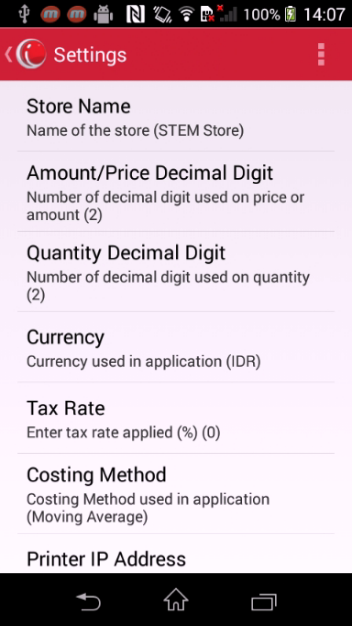 100% 14:07
Settings
Store Name
Name of the store (STEM Store)
Amount/Price Decimal Digit
Number of decimal digit used on price or
amount (2)
Quantity Decimal Digit
Number of decimal digit used on quantity
(2)
Currency
Currency used in application (IDR)
Tax Rate
Enter tax rate applied (%) (0)
Costing Method
Costing Method used in application
(Moving Average)
Printer IP Address